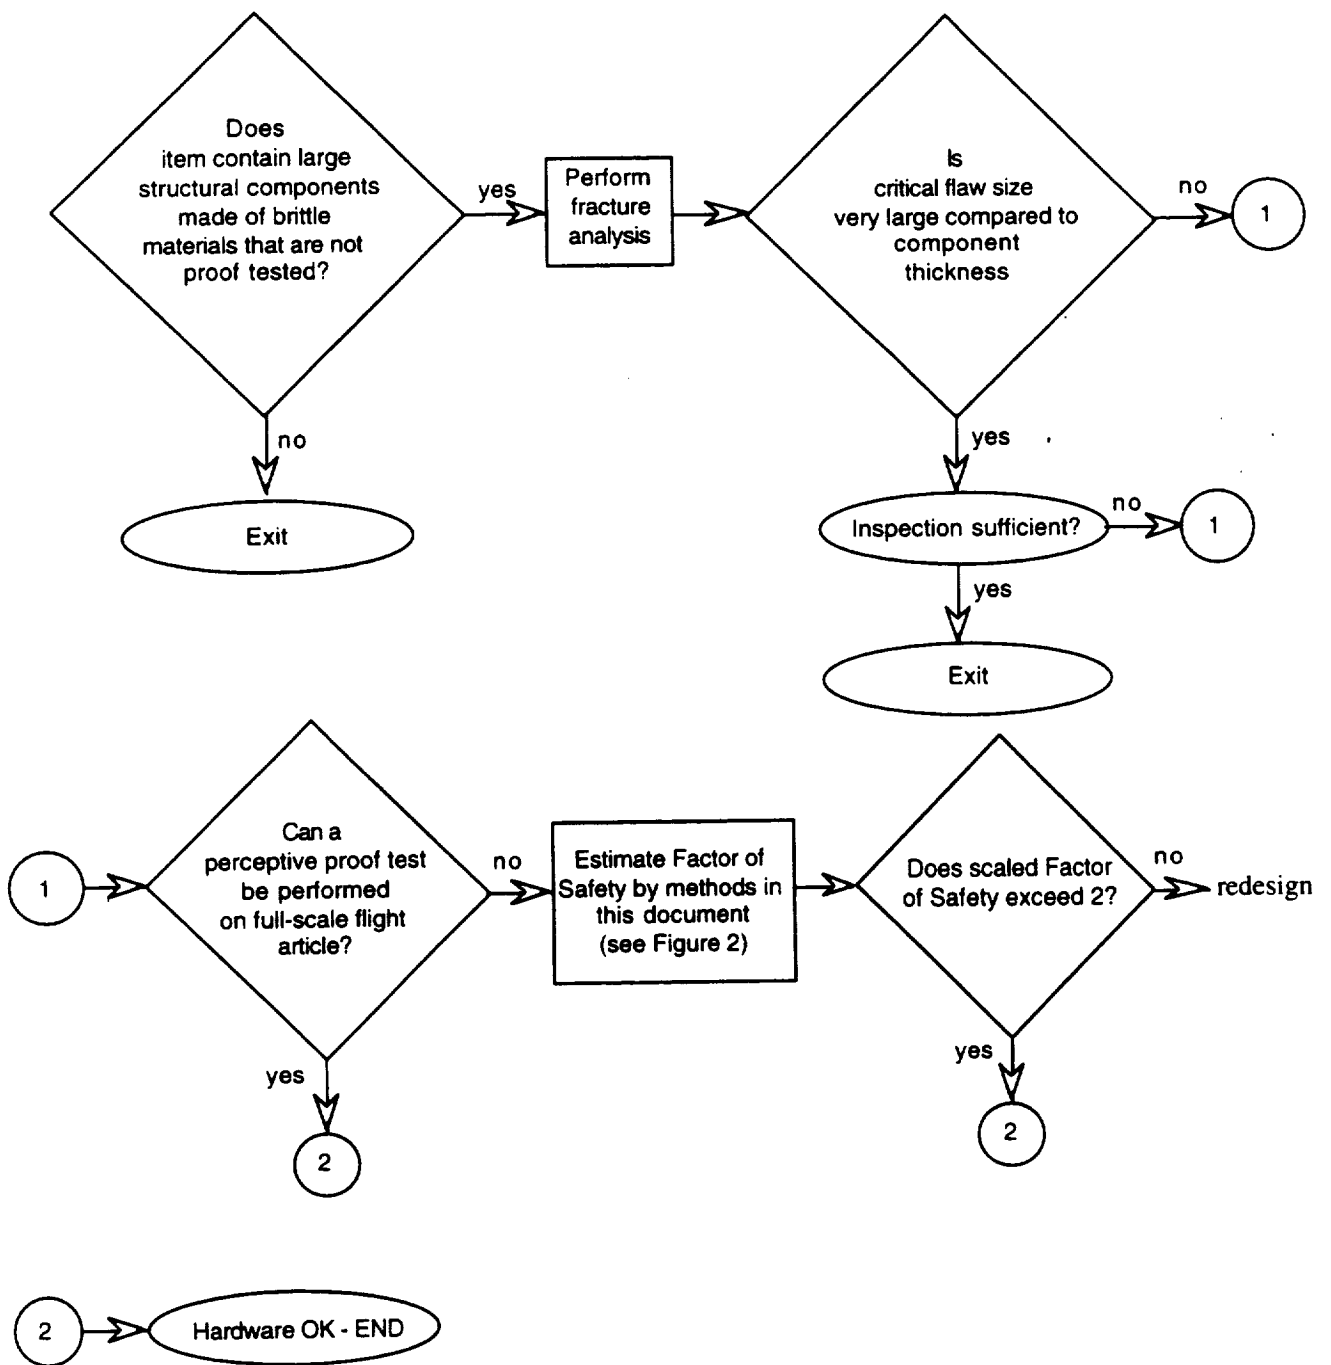 Does
item contain large
structural components
made of brittle
materials that are not
proof tested?
yes
no
Exit
Perform
fracture
analysis
Is
critical flaw size
very large compared to
component
thickness
no
1
yes
Inspection sufficient?
no
1
yes
Exit
1
Can a
perceptive proof test
be performed
on full-scale flight
article?
no
yes
2
Estimate Factor of
Safety by methods in
this document
(see Figure 2)
Does scaled Factor
of Safety exceed 2?
no
redesign
yes
2
2
Hardware OK - END